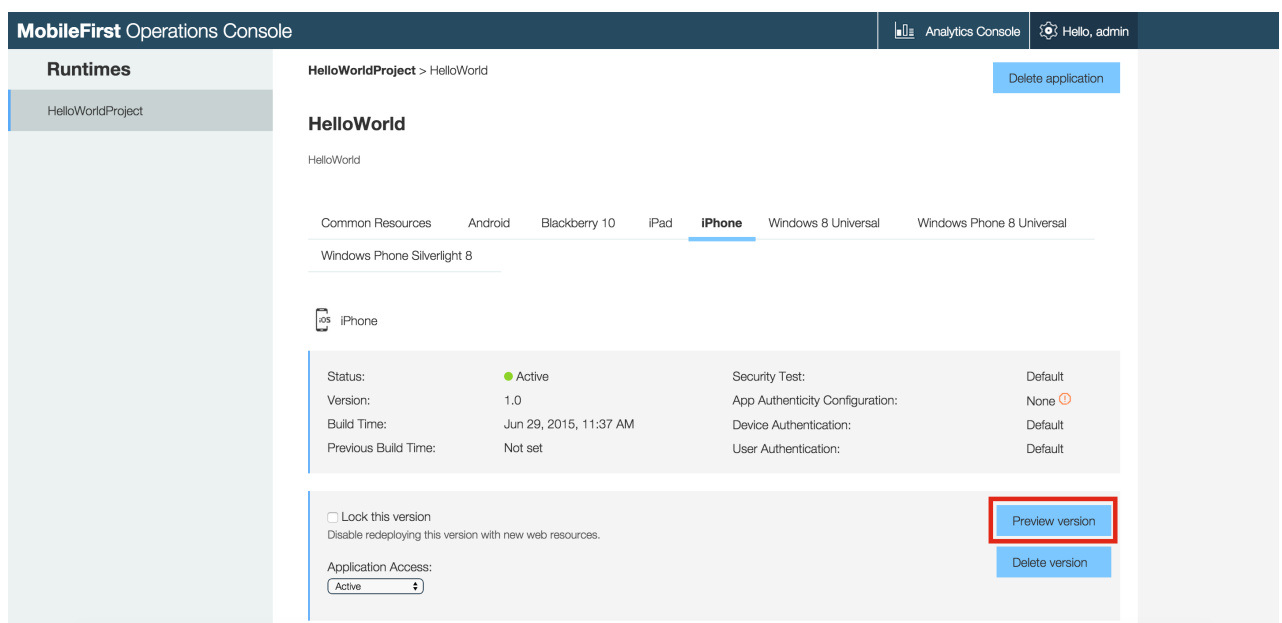 MobileFirst Operations Console
Analytics Console
Hello, admin
Runtimes
HelloWorldProject
HelloWorldProject > HelloWorld
Delete application
HelloWorld
HelloWorld
Common Resources Android Blackberry 10 iPad iPhone Windows 8 Universal Windows Phone 8 Universal
Windows Phone Silverlight 8
iOS iPhone
Status: Active Security Test: Default
Version: 1.0 App Authenticity Configuration: None
Build Time: Jun 29, 2015, 11:37 AM Device Authentication: Default
Previous Build Time: Not set User Authentication: Default
Lock this version
Preview version
Disable redeploying this version with new web resources.
Delete version
Application Access:
Active